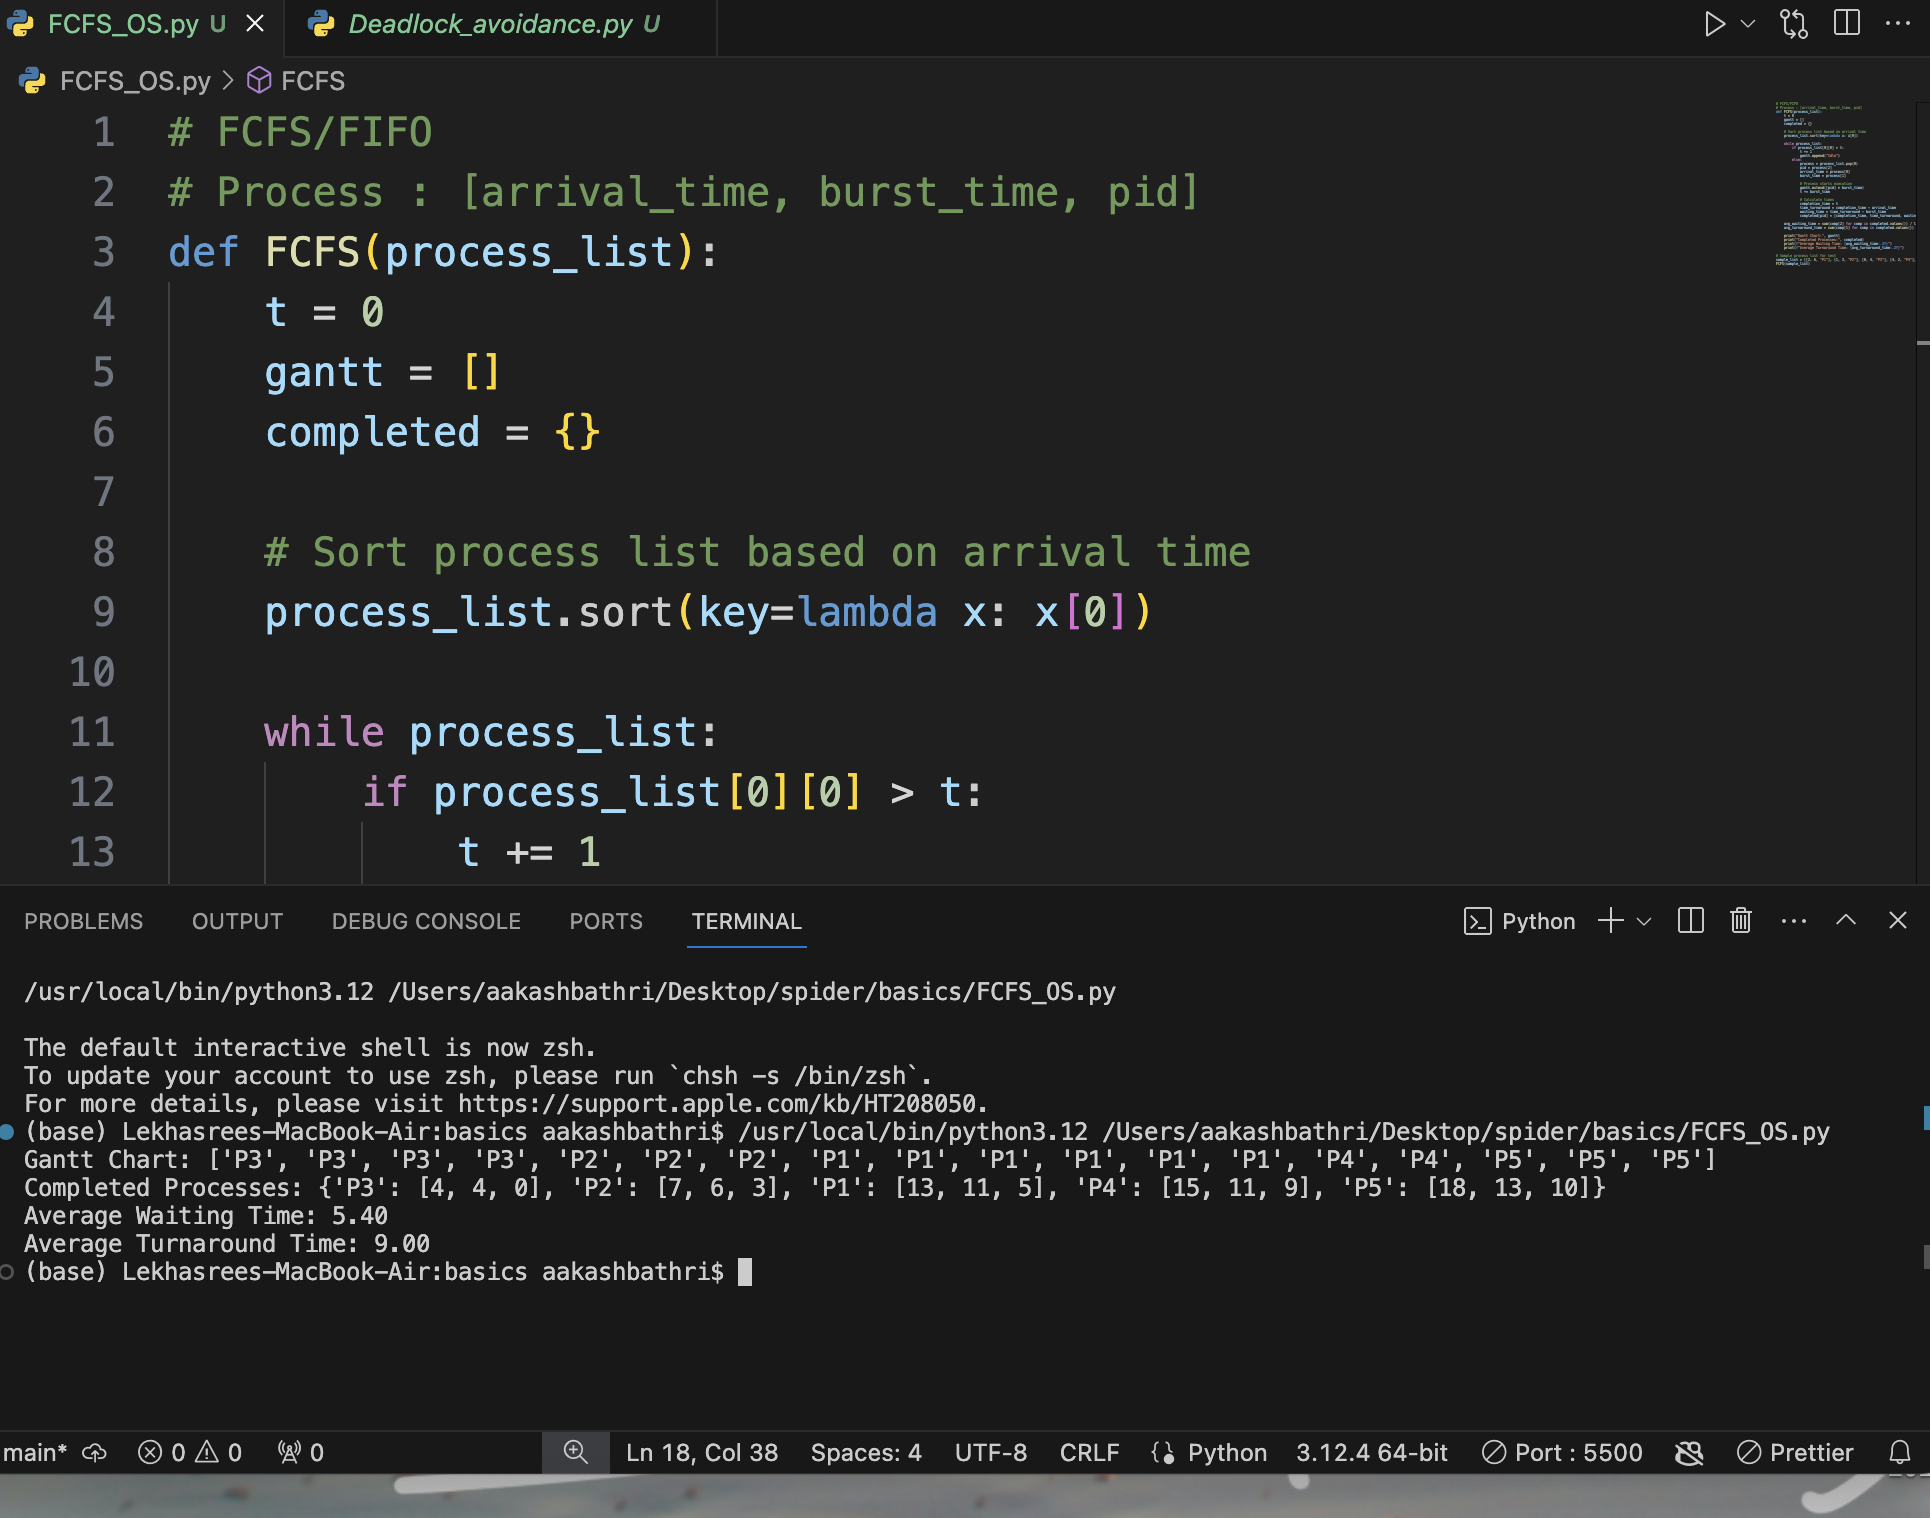 FCFS_OS.py U
Deadlock_avoidance.py U
FCFS_OS.py > FCFS
1 # FCFS/FIFO
2 # Process : [arrival_time, burst_time, pid]
3 def FCFS(process_list):
4 t = 0
5 gantt = []
6 completed = {}
7
8 # Sort process list based on arrival time
9 process_list.sort(key=lambda x: x[0])
10
11 while process_list:
12 if process_list[0][0] > t:
13 t += 1
PROBLEMS OUTPUT DEBUG CONSOLE PORTS TERMINAL Python
/usr/local/bin/python3.12 /Users/aakashbathri/Desktop/spider/basics/FCFS_OS.py
The default interactive shell is now zsh.
To update your account to use zsh, please run `chsh -s /bin/zsh`.
For more details, please visit https://support.apple.com/kb/HT208050.
(base) Lekhasrees-MacBook-Air:basics aakashbathri$ /usr/local/bin/python3.12 /Users/aakashbathri/Desktop/spider/basics/FCFS_OS.py
Gantt Chart: ['P3', 'P3', 'P3', 'P3', 'P2', 'P2', 'P2', 'P1', 'P1', 'P1', 'P1', 'P1', 'P1', 'P4', 'P4', 'P5', 'P5', 'P5']
Completed Processes: {'P3': [4, 4, 0], 'P2': [7, 6, 3], 'P1': [13, 11, 5], 'P4': [15, 11, 9], 'P5': [18, 13, 10]}
Average Waiting Time: 5.40
Average Turnaround Time: 9.00
(base) Lekhasrees-MacBook-Air:basics aakashbathri$
main* 0 0 0 Ln 18, Col 38 Spaces: 4 UTF-8 CRLF Python 3.12.4 64-bit Port : 5500 Prettier